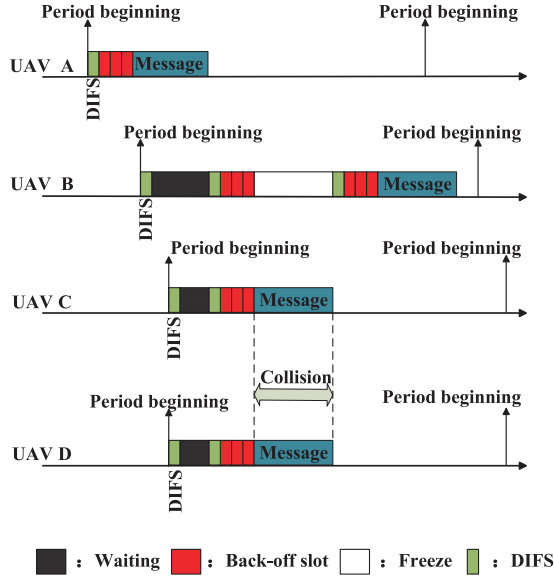 Period beginning
Period beginning
UAV A
Message
DIFS
Period beginning
Period beginning
UAV B
Message
DIFS
Period beginning
Period beginning
UAV C
Message
DIFS
Collision
Period beginning
Period beginning
UAV D
Message
DIFS
: Waiting : Back-off slot : Freeze : DIFS